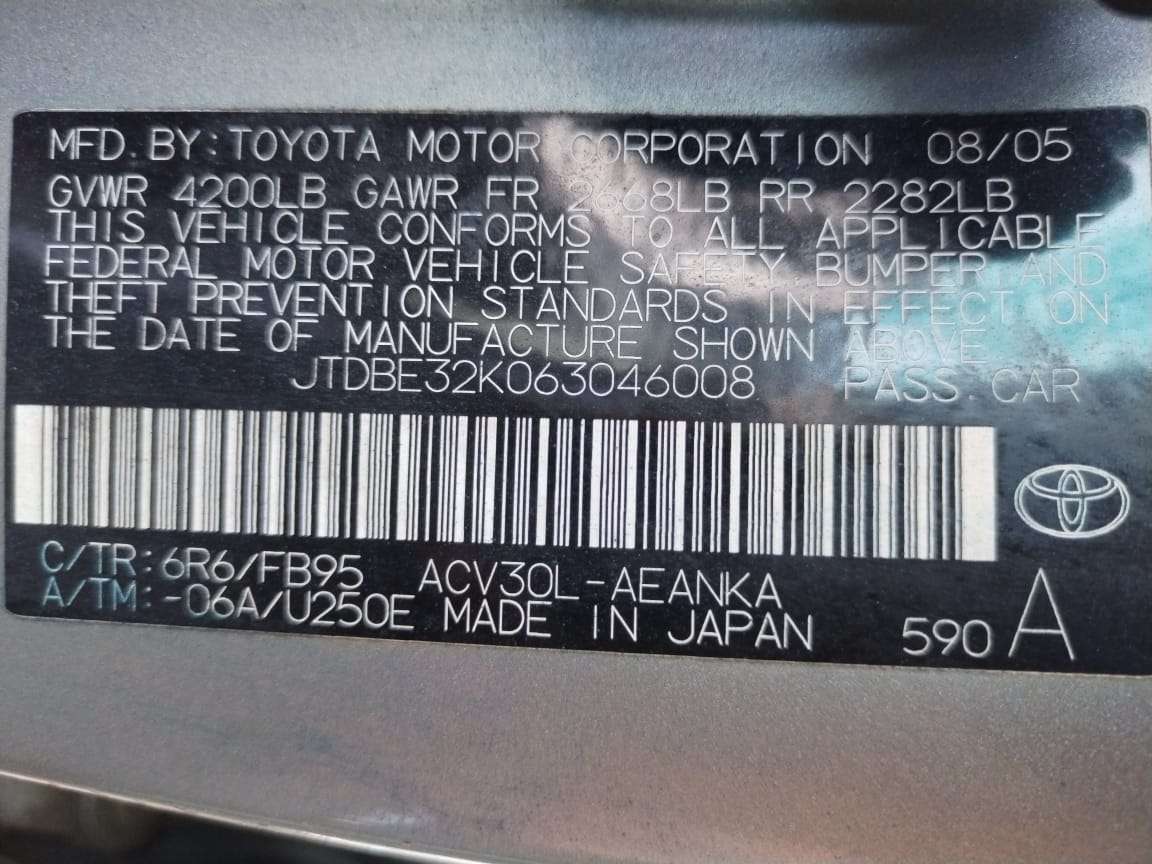 MFD. BY: TOYOTA MOTOR CORPORATION 08/05
GVWR 4200LB GAWR FR 2668LB RR 2282LB
THIS VEHICLE CONFORMS TO ALL APPLICABLE
FEDERAL MOTOR VEHICLE SAFETY, BUMPER AND
THEFT PREVENTION STANDARDS IN EFFECT ON
THE DATE OF MANUFACTURE SHOWN ABOVE.
JTDBE32K063046008 PASS. CAR
C/TR: 6R6/FB95 ACV30L-AEANKA
A/TM: -06A/U250E MADE IN JAPAN 590 A